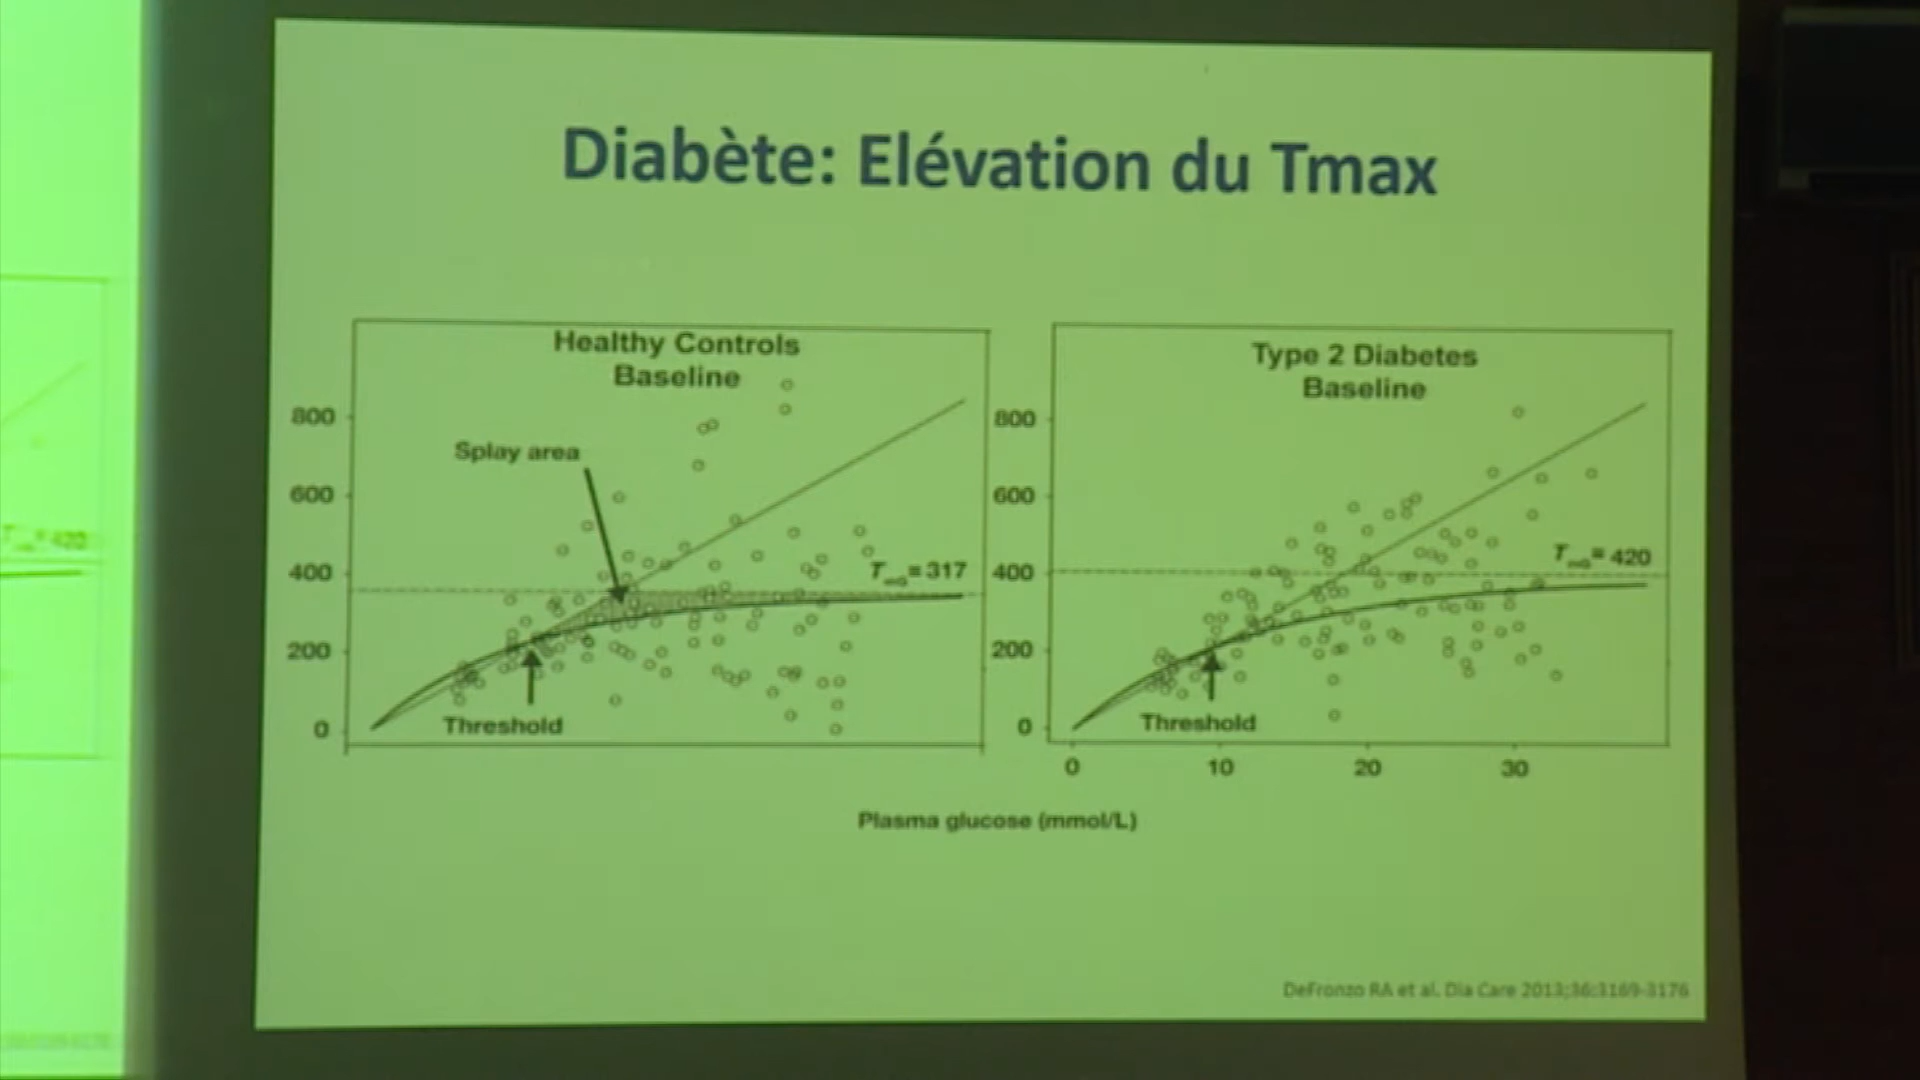 Diabète: Elévation du Tmax
Healthy Controls
Baseline
800
600
400
200
0
Splay area
Threshold
= 317
Type 2 Diabetes
Baseline
800
600
400
200
0
Threshold
= 420
0 10 20 30
Plasma glucose (mmol/L)
DeFronzo RA et al. Dia Care 2013;36:3169-3176
= 420